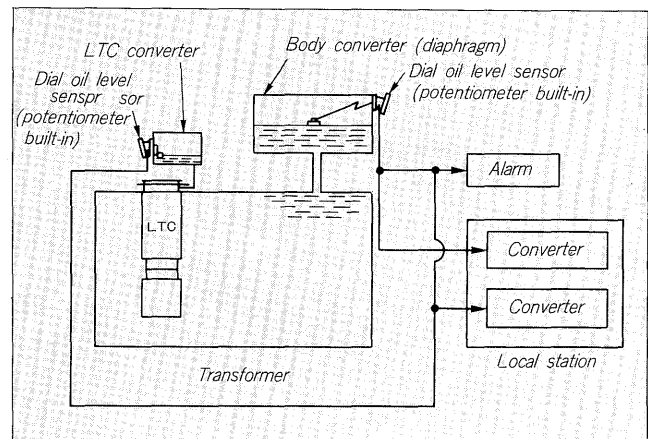 LTC converter
Body converter (diaphragm)
Dial oil level
senspr sor
(potentiometer
built-in)
Dial oil level sensor
(potentiometer built-in)
Alarm
LTC
Converter
Converter
Local station
Transformer